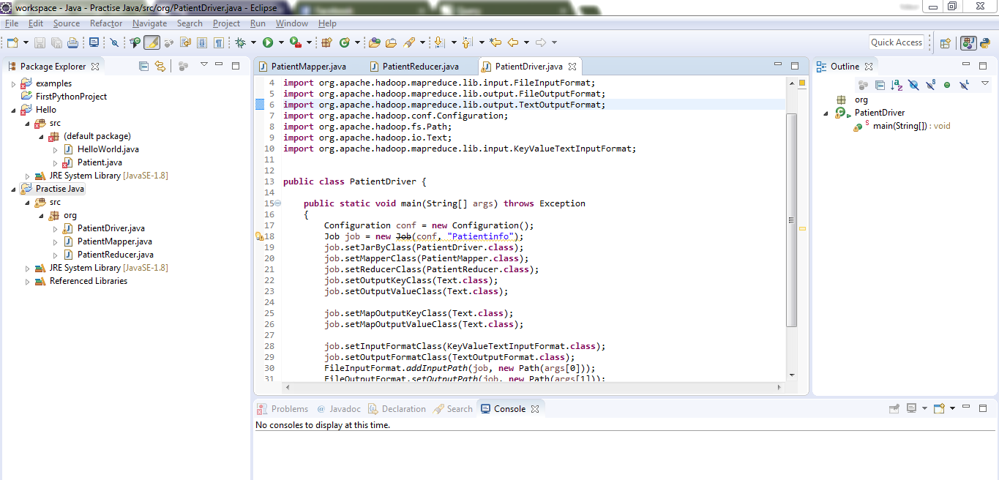 workspace - Java - Practise Java/src/org/PatientDriver.java - Eclipse
File Edit Source Refactor Navigate Search Project Run Window Help
Quick Access
Package Explorer
examples
FirstPythonProject
Hello
src
(default package)
HelloWorld.java
Patient.java
JRE System Library [JavaSE-1.8]
Practise Java
src
org
PatientDriver.java
PatientMapper.java
PatientReducer.java
JRE System Library [JavaSE-1.8]
Referenced Libraries
PatientMapper.java PatientReducer.java PatientDriver.java
4 import org.apache.hadoop.mapreduce.lib.input.FileInputFormat;
5 import org.apache.hadoop.mapreduce.lib.output.FileOutputFormat;
6 import org.apache.hadoop.mapreduce.lib.output.TextOutputFormat;
7 import org.apache.hadoop.conf.Configuration;
8 import org.apache.hadoop.fs.Path;
9 import org.apache.hadoop.io.Text;
10 import org.apache.hadoop.mapreduce.lib.input.KeyValueTextInputFormat;
11
12
13 public class PatientDriver {
14
15 public static void main(String[] args) throws Exception
16 {
17 Configuration conf = new Configuration();
18 Job job = new Job(conf, "Patientinfo");
19 job.setJarByClass(PatientDriver.class);
20 job.setMapperClass(PatientMapper.class);
21 job.setReducerClass(PatientReducer.class);
22 job.setOutputKeyClass(Text.class);
23 job.setOutputValueClass(Text.class);
24
25 job.setMapOutputKeyClass(Text.class);
26 job.setMapOutputValueClass(Text.class);
27
28 job.setInputFormatClass(KeyValueTextInputFormat.class);
29 job.setOutputFormatClass(TextOutputFormat.class);
30 FileInputFormat.addInputPath(job, new Path(args[0]));
31 FileOutputFormat.setOutputPath(job, new Path(args[1]));
Outline
org
PatientDriver
main(String[]) : void
Problems @ Javadoc Declaration Search Console
No consoles to display at this time.